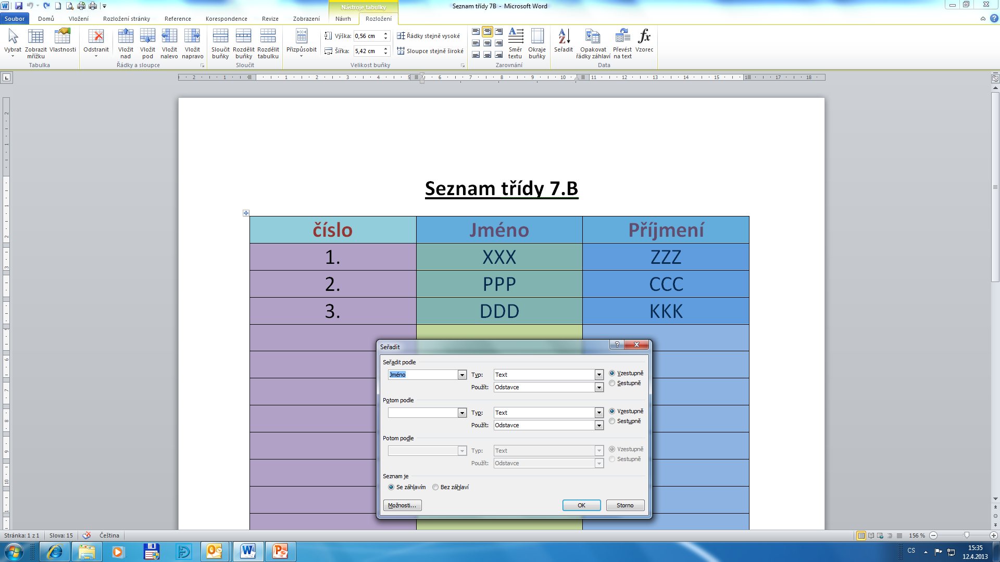 Nástroje tabulky
Seznam třídy 7B - Microsoft Word
Soubor Domů Vložení Rozložení stránky Reference Korespondence Revize Zobrazení Návrh Rozložení
Vybrat Zobrazit mřížku Vlastnosti Odstranit Vložit nad Vložit pod Vložit nalevo Vložit napravo Sloučit buňky Rozdělit buňky Rozdělit tabulku Přizpůsobit
Výška: 0,56 cm Řádky stejně vysoké
Šířka: 5,42 cm Sloupce stejně široké
Směr textu Okraje buňky Seřadit Opakovat řádky záhlaví Převést na text Vzorec
Tabulka Řádky a sloupce Sloučit Velikost buňky Zarovnání Data
2 1 1 2 3 4 5 6 7 8 9 10 11 12 13 14 15 17 18
Seznam třídy 7.B
číslo Jméno Příjmení
1. XXX ZZZ
2. PPP CCC
3. DDD KKK
Seřadit
Seřadit podle
Jméno Typ: Text Vzestupně
Použít: Odstavce Sestupně
Potom podle
Typ: Text Vzestupně
Použít: Odstavce Sestupně
Potom podle
Typ: Text Vzestupně
Použít: Odstavce Sestupně
Seznam je
Se záhlavím Bez záhlaví
Možnosti... OK Storno
Stránka: 1 z 1 Slova: 15 Čeština 156 %
CS 15:35
12.4.2013